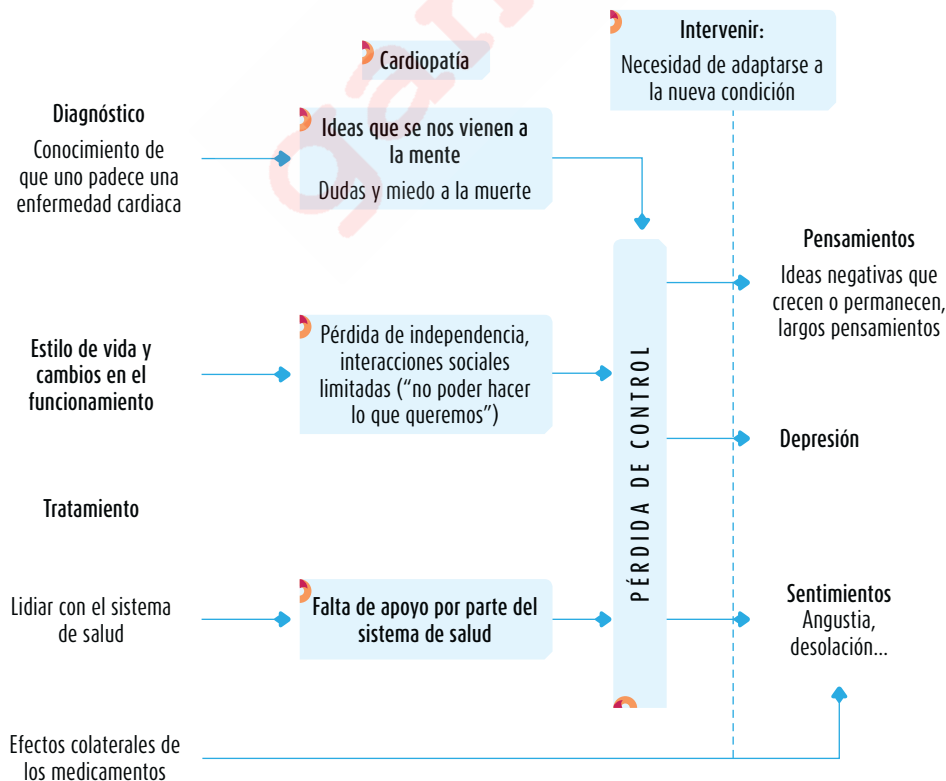 Cardiopatía
Intervenir:
Necesidad de adaptarse a
la nueva condición
Diagnóstico
Conocimiento de
que uno padece una
enfermedad cardiaca
Ideas que se nos vienen a
la mente
Dudas y miedo a la muerte
Estilo de vida y
cambios en el
funcionamiento
Pérdida de independencia,
interacciones sociales
limitadas (“no poder hacer
lo que queremos”)
Tratamiento
Lidiar con el sistema
de salud
Falta de apoyo por parte del
sistema de salud
Efectos colaterales de
los medicamentos
PÉRDIDA DE CONTROL
Pensamientos
Ideas negativas que
crecen o permanecen,
largos pensamientos
Depresión
Sentimientos
Angustia,
desolación...